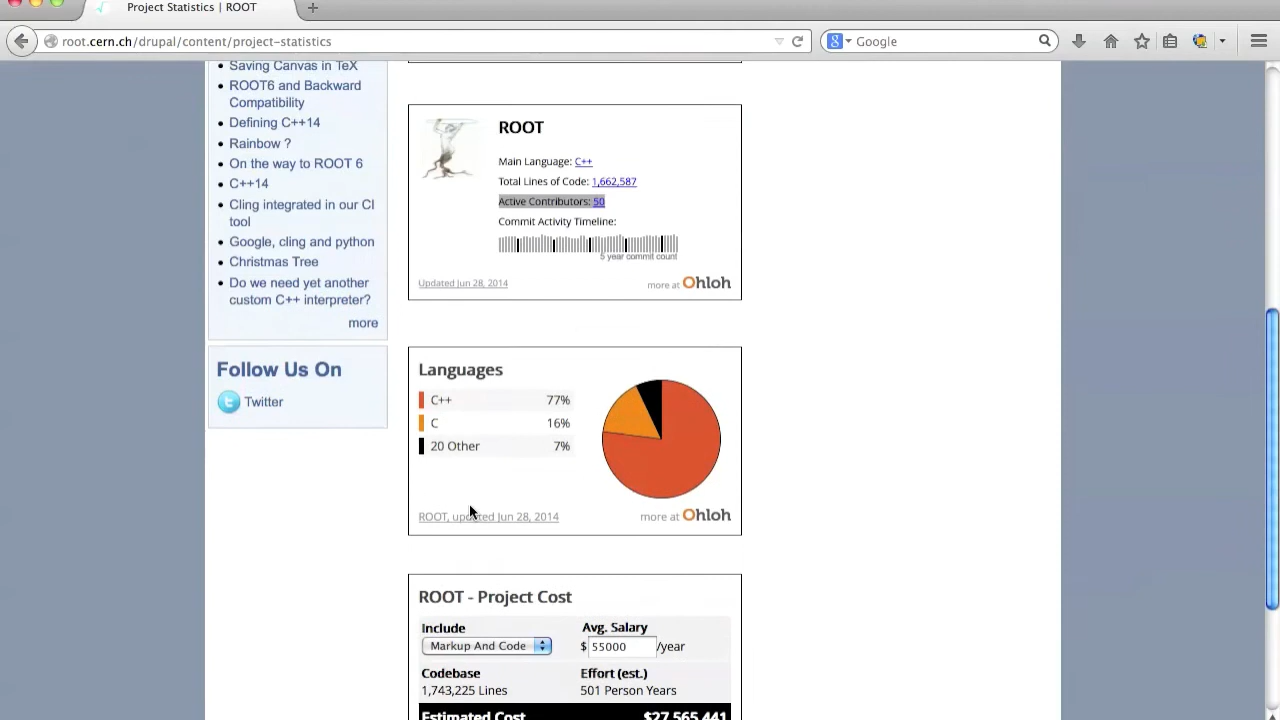 Project Statistics | ROOT
root.cern.ch/drupal/content/project-statistics
Google
Saving Canvas in TeX
ROOT6 and Backward
Compatibility
Defining C++14
Rainbow ?
On the way to ROOT 6
C++14
Cling integrated in our CI
tool
Google, cling and python
Christmas Tree
Do we need yet another
custom C++ interpreter?
more
Follow Us On
Twitter
ROOT
Main Language: C++
Total Lines of Code: 1,662,587
Active Contributors: 50
Commit Activity Timeline:
5 year commit count
Updated Jun 28, 2014
more at Ohloh
Languages
C++ 77%
C 16%
20 Other 7%
ROOT, updated Jun 28, 2014
more at Ohloh
ROOT - Project Cost
Include
Avg. Salary
Markup And Code
$ 55000 /year
Codebase
Effort (est.)
1,743,225 Lines
501 Person Years
Estimated Cost
$27,565,441